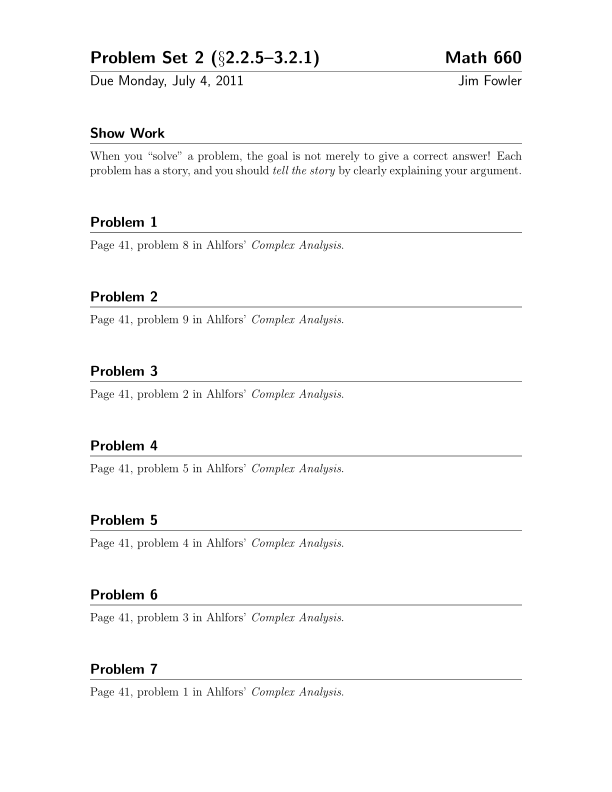 Problem Set 2 (§2.2.5–3.2.1) Math 660
Due Monday, July 4, 2011 Jim Fowler
Show Work
When you “solve” a problem, the goal is not merely to give a correct answer! Each
problem has a story, and you should tell the story by clearly explaining your argument.
Problem 1
Page 41, problem 8 in Ahlfors’ Complex Analysis.
Problem 2
Page 41, problem 9 in Ahlfors’ Complex Analysis.
Problem 3
Page 41, problem 2 in Ahlfors’ Complex Analysis.
Problem 4
Page 41, problem 5 in Ahlfors’ Complex Analysis.
Problem 5
Page 41, problem 4 in Ahlfors’ Complex Analysis.
Problem 6
Page 41, problem 3 in Ahlfors’ Complex Analysis.
Problem 7
Page 41, problem 1 in Ahlfors’ Complex Analysis.